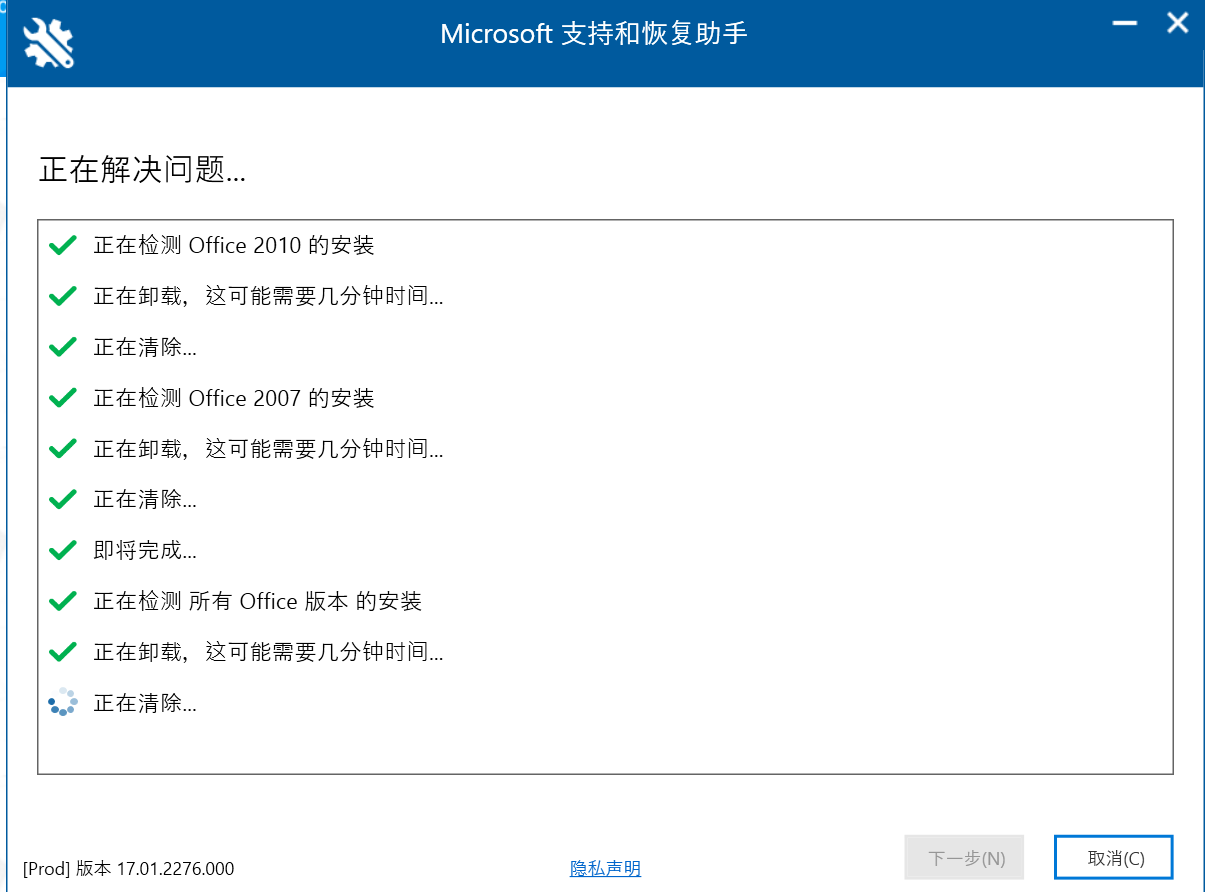 Microsoft 支持和恢复助手
正在解决问题...
正在检测 Office 2010 的安装
正在卸载，这可能需要几分钟时间...
正在清除...
正在检测 Office 2007 的安装
正在卸载，这可能需要几分钟时间...
正在清除...
即将完成...
正在检测 所有 Office 版本 的安装
正在卸载，这可能需要几分钟时间...
正在清除...
[Prod] 版本 17.01.2276.000
隐私声明
下一步(N)
取消(C)